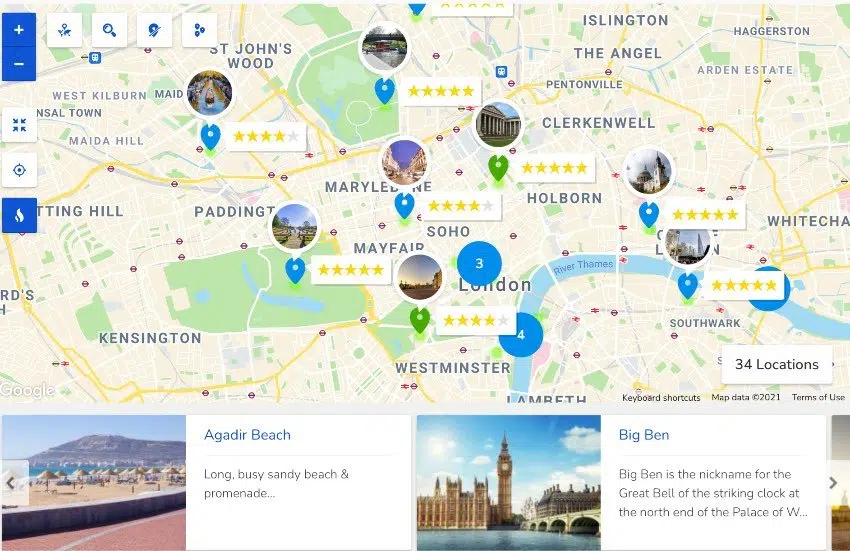 ISLINGTON
HAGGERSTON
ST JOHN'S
WOOD
THE ANGEL
ARDEN ESTATE
PENTONVILLE
WEST KILBURN
MAID
NSAL TOWN
CLERKENWELL
MAIDA HILL
MARYLEBONE
HOLBORN
TTING HILL
PADDINGT
SOHO
WHITECHA
MAYFAIR
3
River Thames
London
RD'S
H
4
SOUTHWARK
KENSINGTON
34 Locations
WESTMINSTER
Google
LAMBETH
Keyboard shortcuts
Map data ©2021
Terms of Use
Agadir Beach
Big Ben
Long, busy sandy beach &
promenade...
Big Ben is the nickname for the
Great Bell of the striking clock at
the north end of the Palace of W...